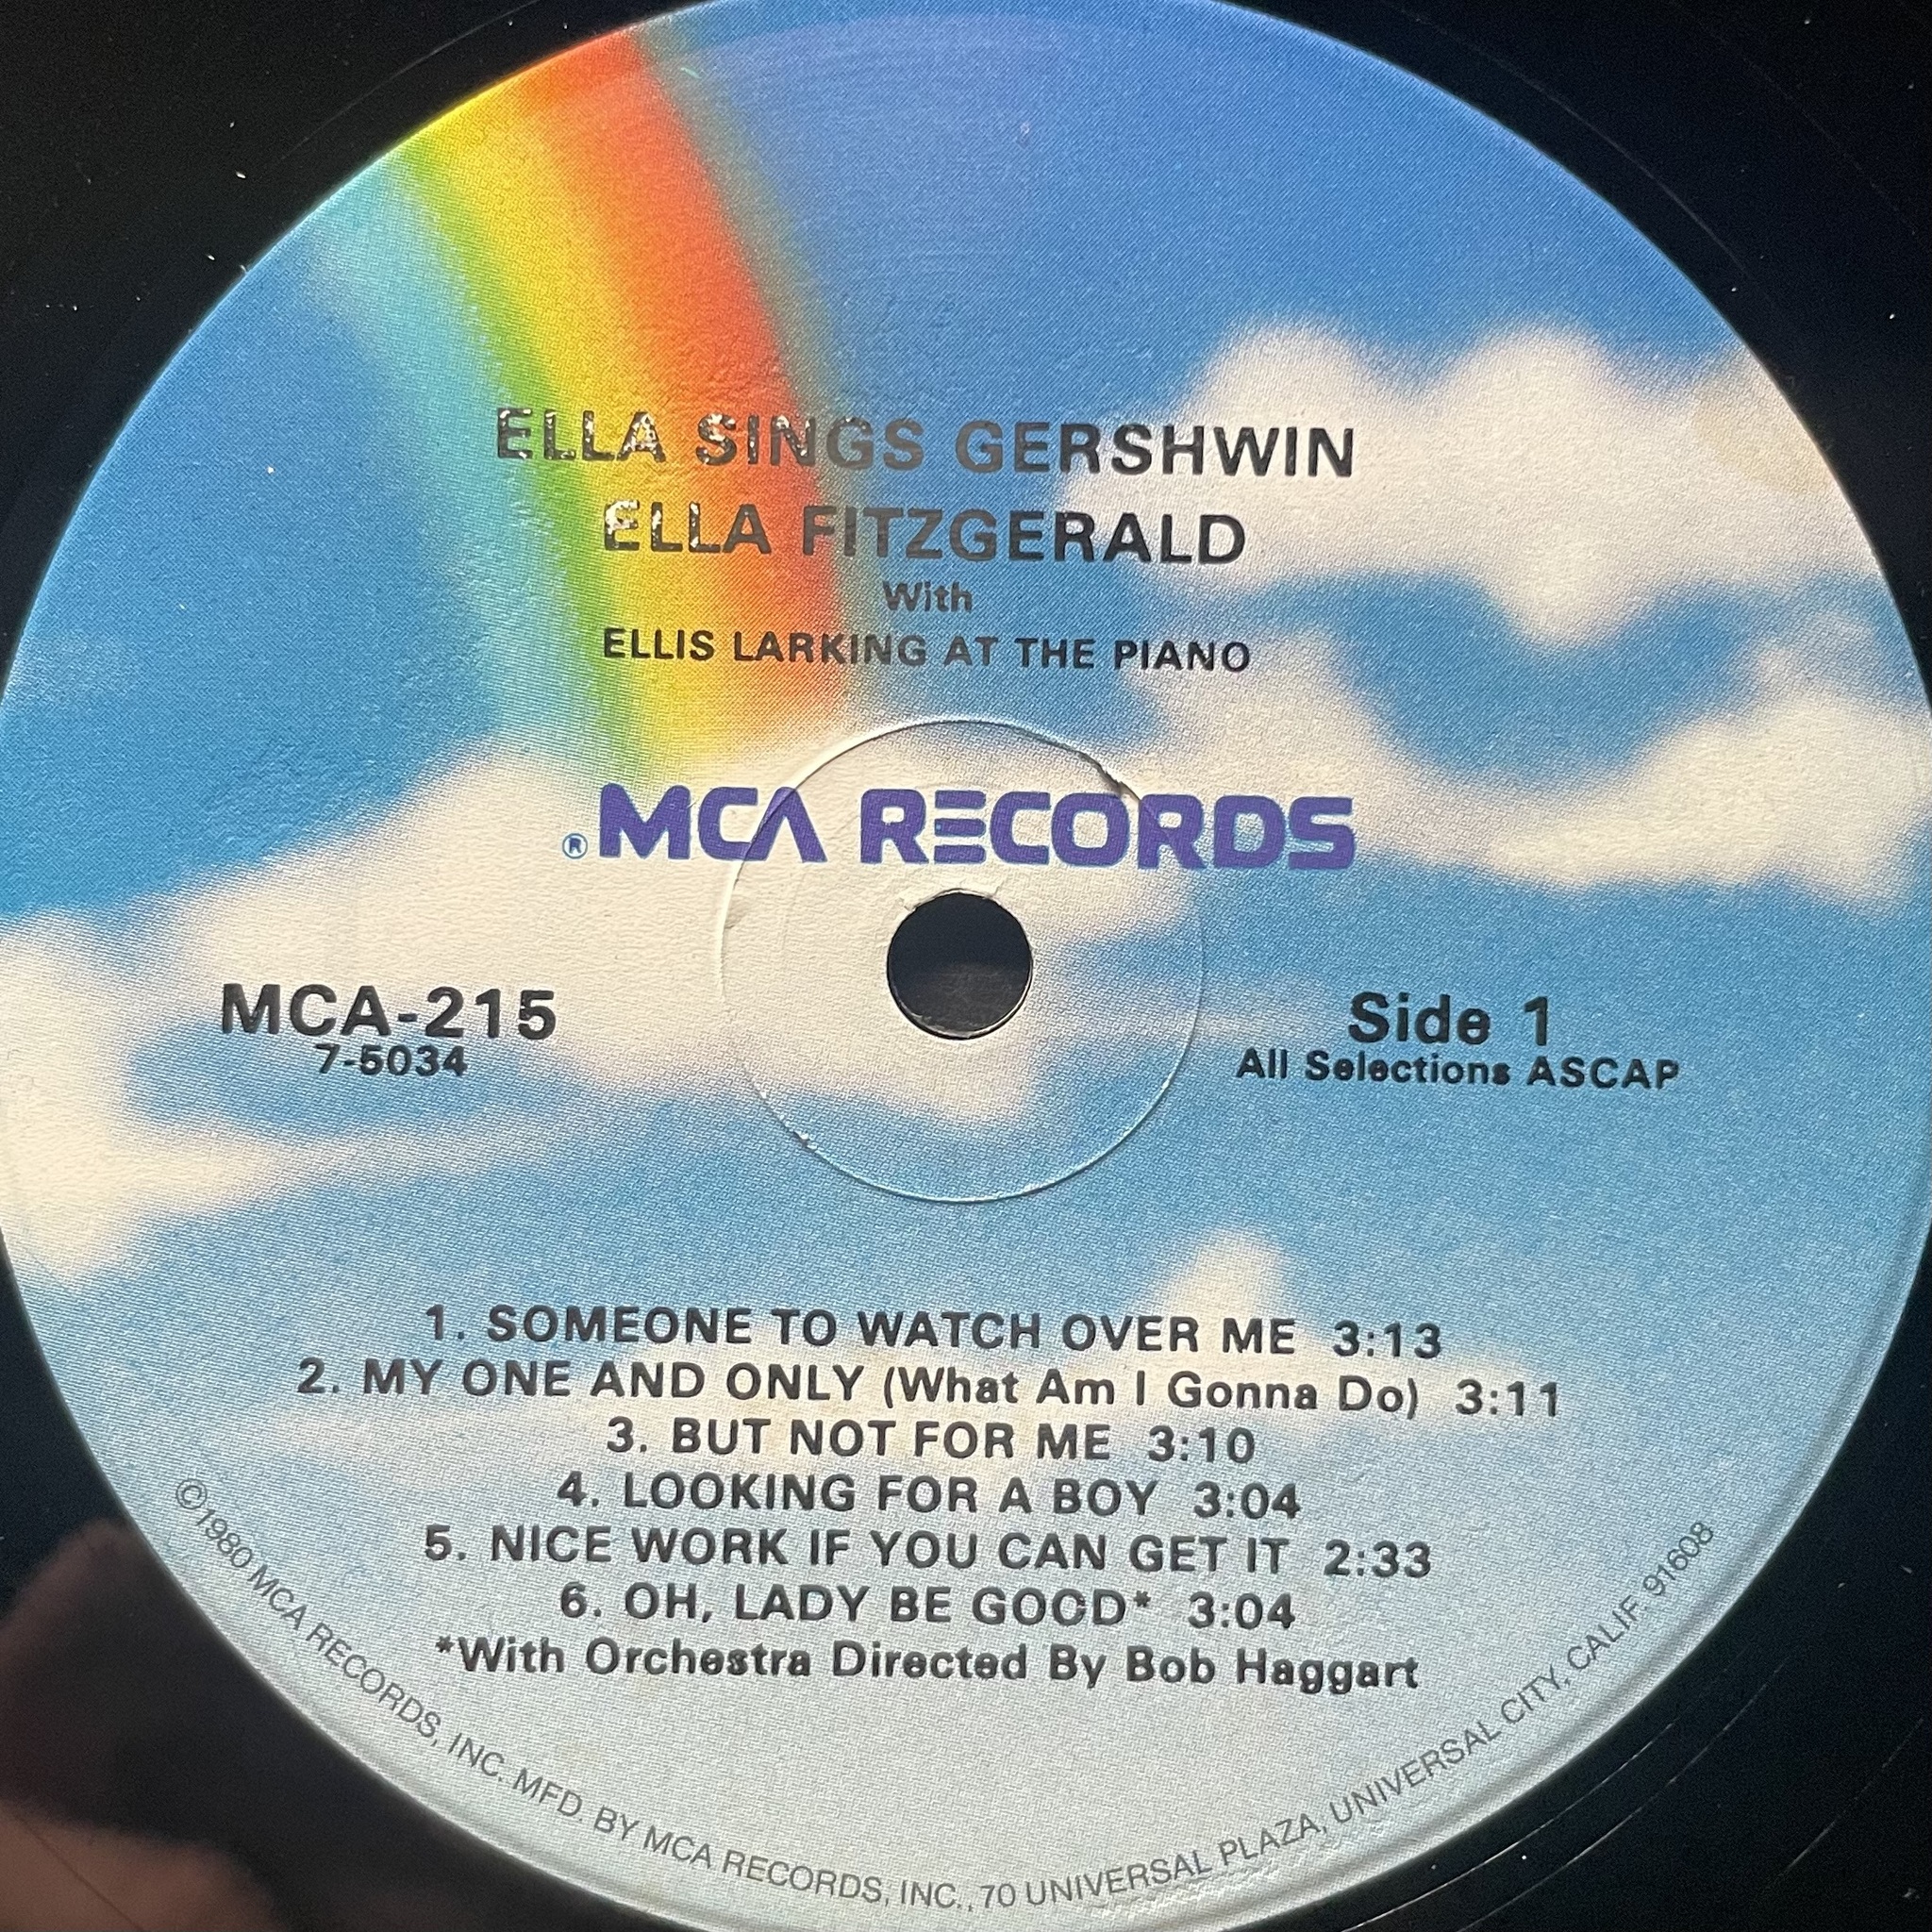 ELLA SINGS GERSHWIN
ELLA FITZGERALD
With
ELLIS LARKING AT THE PIANO
®MCA RECORDS
MCA-215
7-5034
Side 1
All Selections ASCAP
1. SOMEONE TO WATCH OVER ME 3:13
2. MY ONE AND ONLY (What Am I Gonna Do) 3:11
3. BUT NOT FOR ME 3:10
4. LOOKING FOR A BOY 3:04
5. NICE WORK IF YOU CAN GET IT 2:33
6. OH, LADY BE GOOD* 3:04
*With Orchestra Directed By Bob Haggart
©1980 MCA RECORDS, INC. MFD. BY MCA RECORDS, INC., 70 UNIVERSAL PLAZA, UNIVERSAL CITY, CALIF. 91608